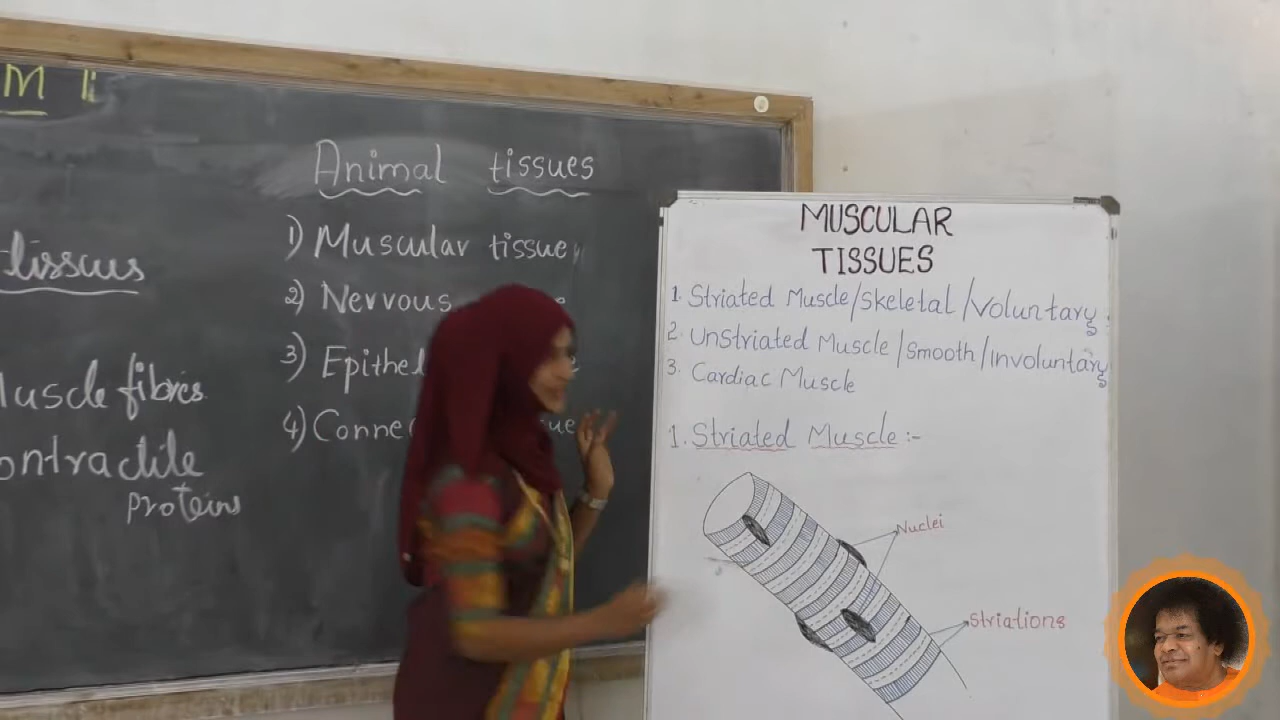 Animal tissues
1) Muscular tissue
2) Nervous
3) Epithel
4) Conne
tissues
Muscle fibres
contractile
proteins
MUSCULAR
TISSUES
1. Striated Muscle/Skeletal/Voluntary
2. Unstriated Muscle/Smooth/Involuntary
3. Cardiac Muscle
1. Striated Muscle :-
Nuclei
Striations